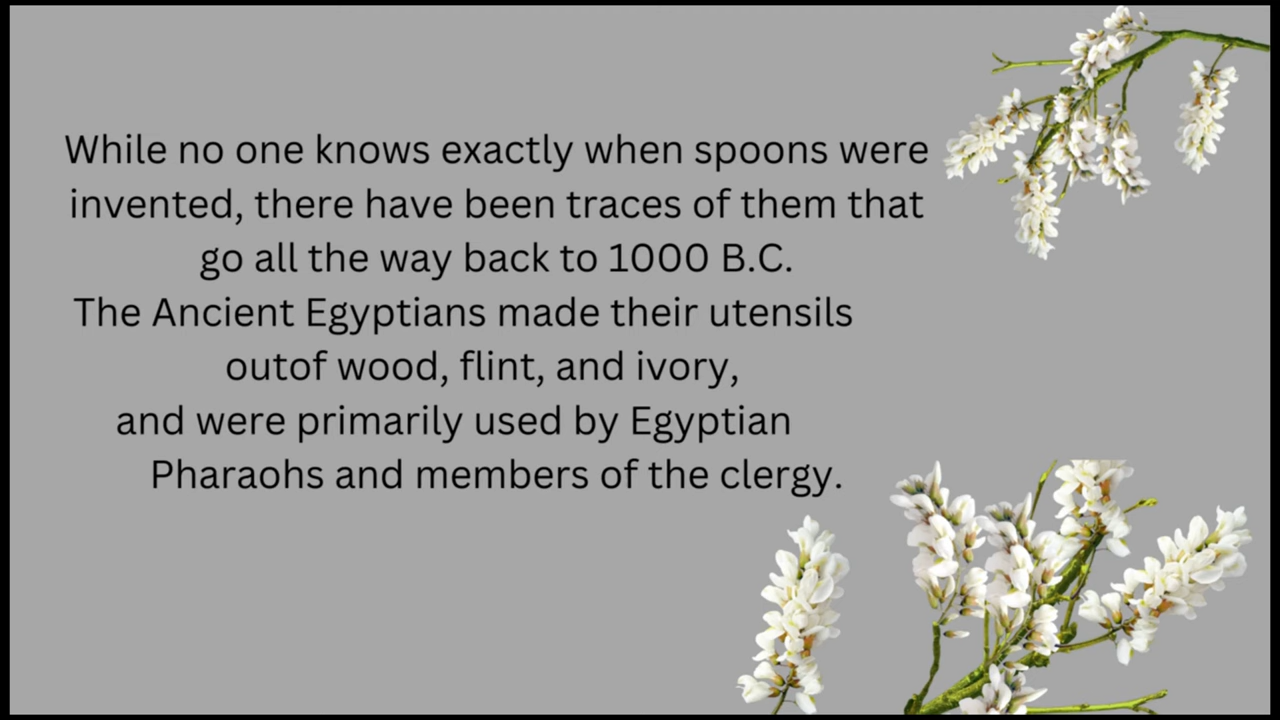 While no one knows exactly when spoons were
invented, there have been traces of them that
go all the way back to 1000 B.C.
The Ancient Egyptians made their utensils
outof wood, flint, and ivory,
and were primarily used by Egyptian
Pharaohs and members of the clergy.